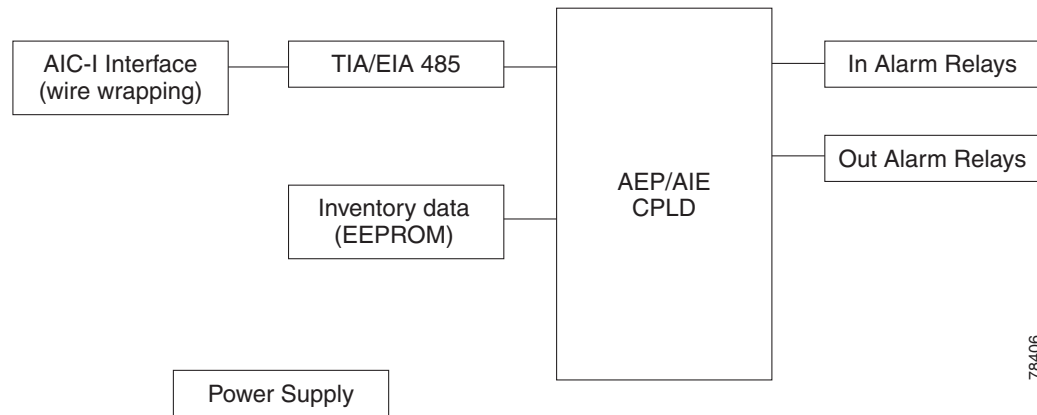 AIC-I Interface
(wire wrapping)
TIA/EIA 485
In Alarm Relays
Out Alarm Relays
AEP/AIE
CPLD
Inventory data
(EEPROM)
Power Supply
78406